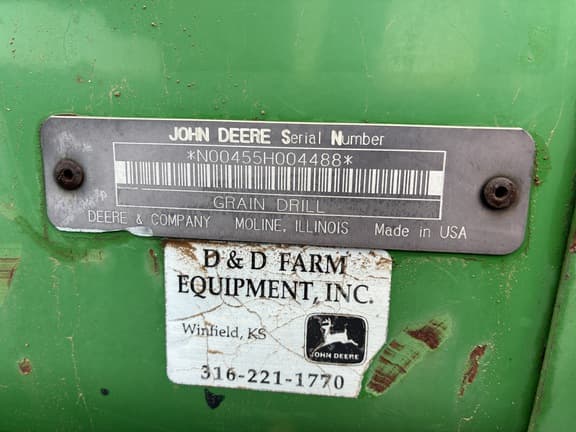 JOHN DEERE Serial Number
*N00455H004488*
GRAIN DRILL
DEERE & COMPANY MOLINE, ILLINOIS Made in USA
D & D FARM
EQUIPMENT, INC.
Winfield, KS
JOHN DEERE
316-221-1770